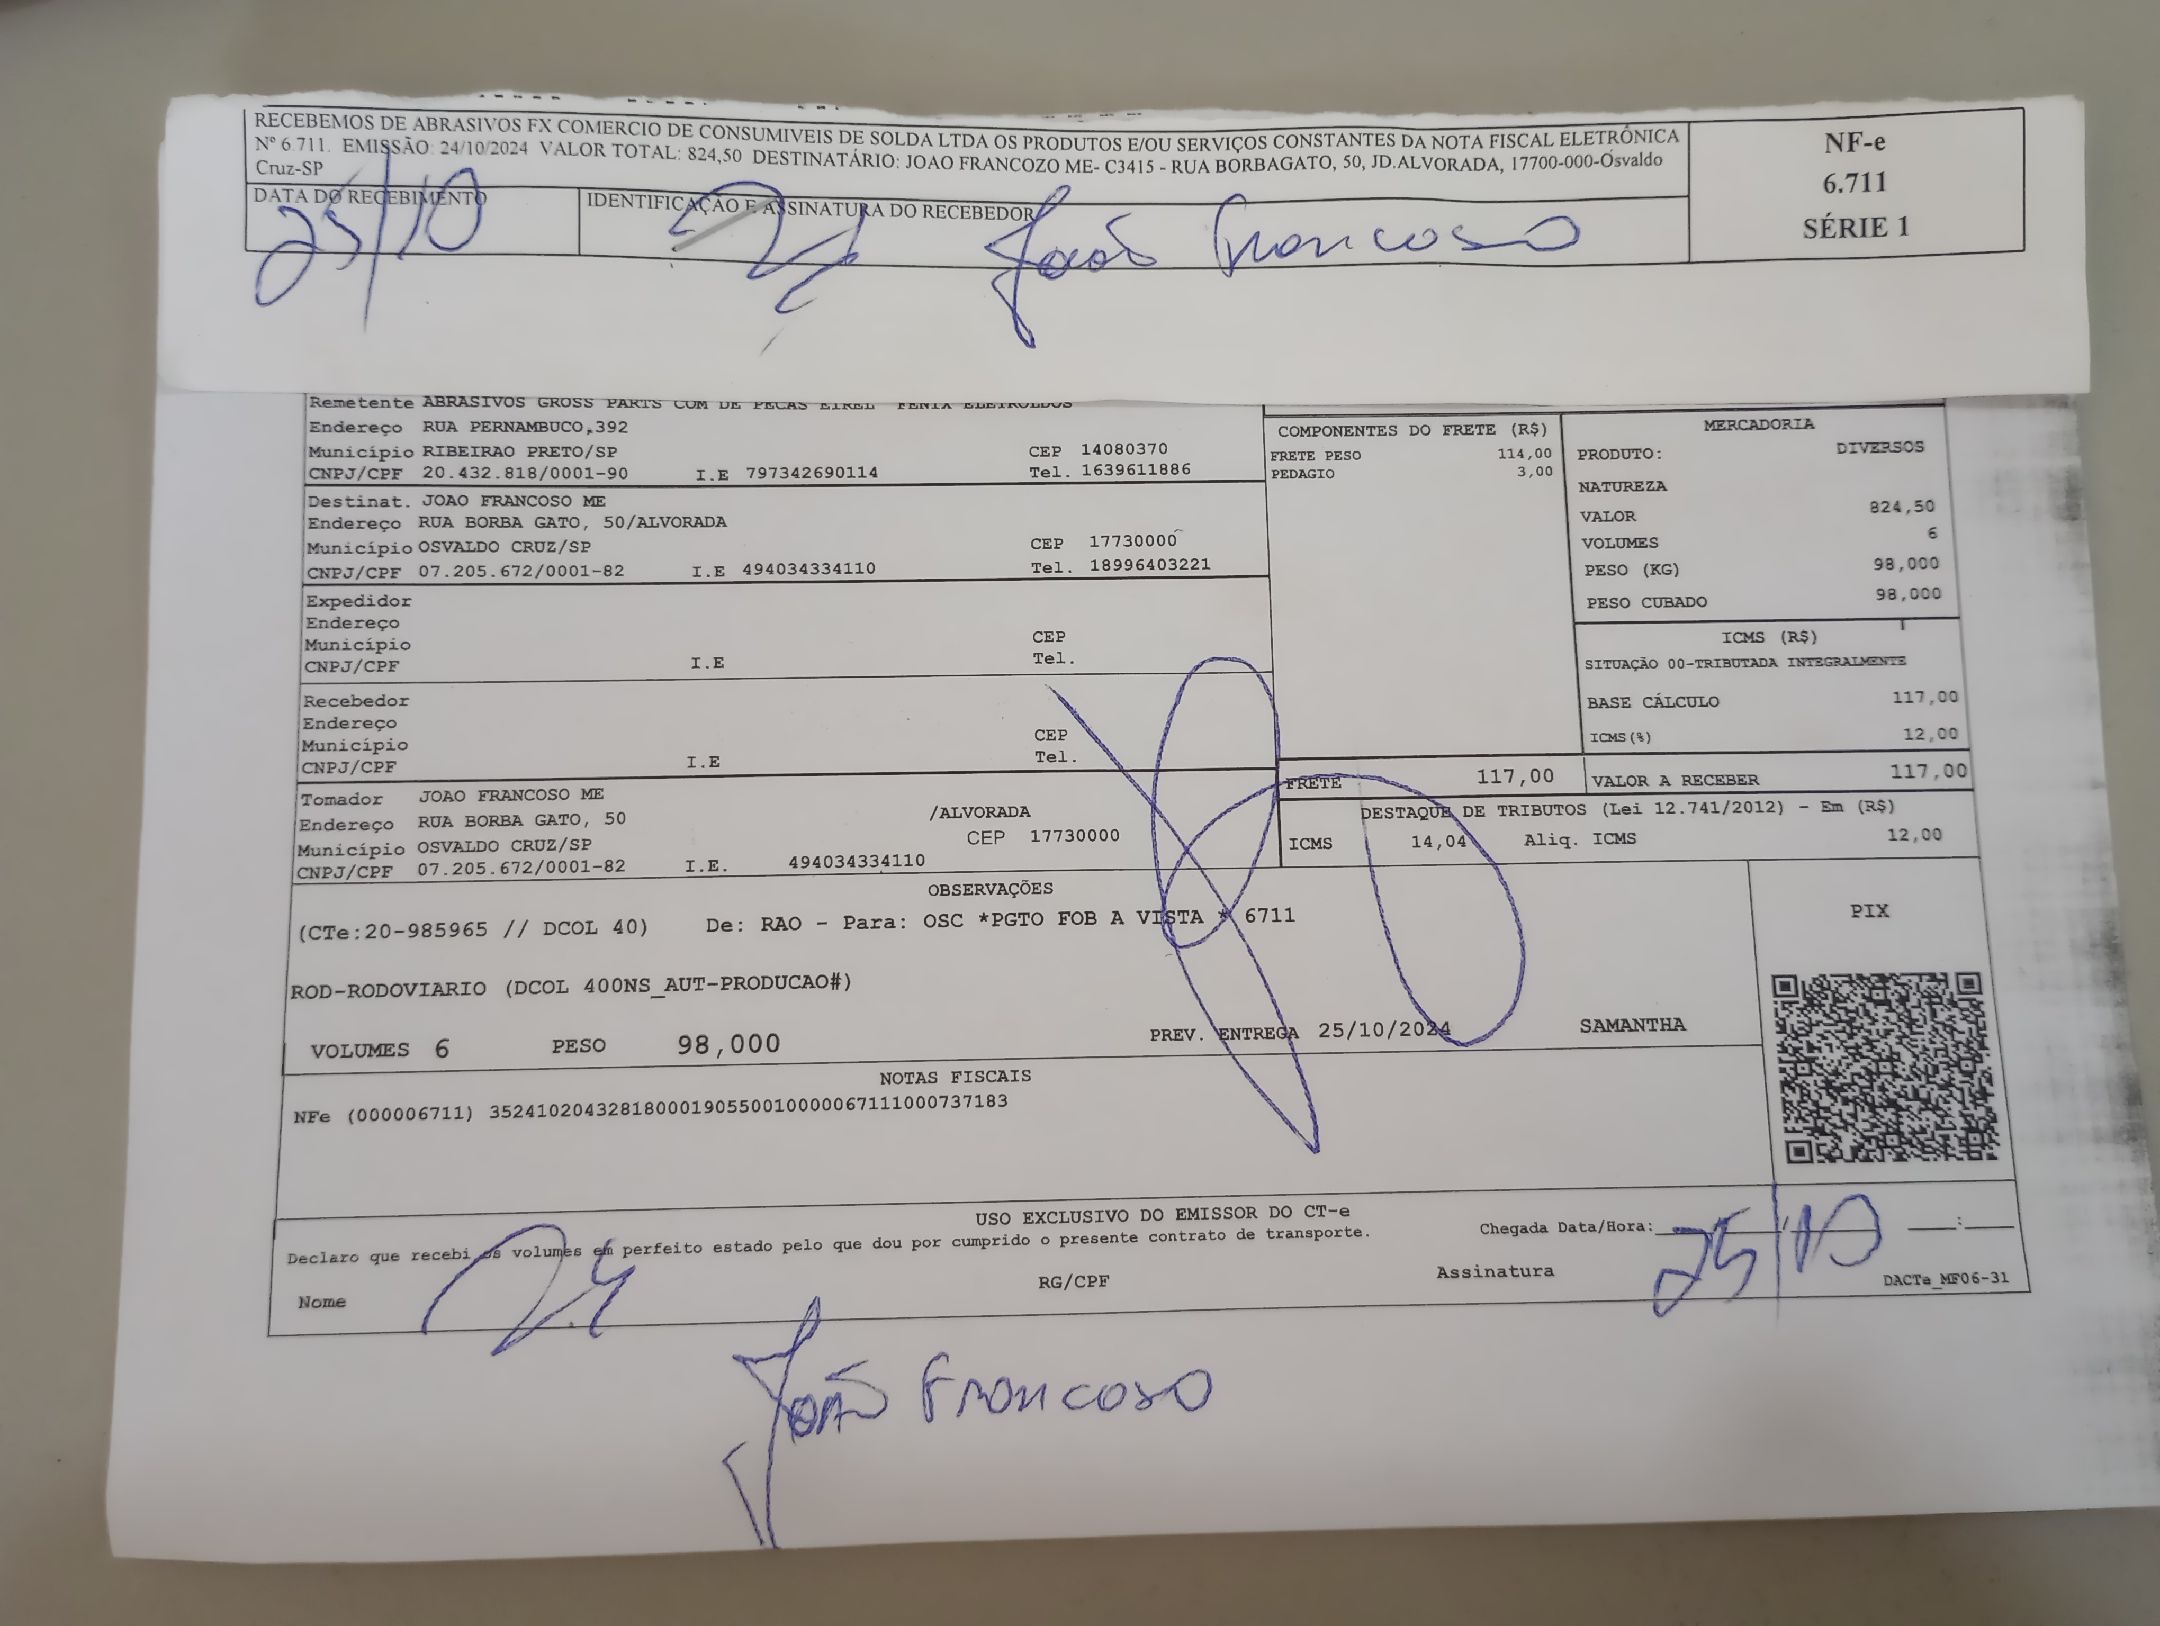 RECEBEMOS DE ABRASIVOS FX COMERCIO DE CONSUMIVEIS DE SOLDA LTDA OS PRODUTOS E/OU SERVIÇOS CONSTANTES DA NOTA FISCAL ELETRÔNICA
Nº 6.711. EMISSÃO: 24/10/2024 VALOR TOTAL: 824,50 DESTINATÁRIO: JOAO FRANCOZO ME- C3415 - RUA BORBAGATO, 50, JD.ALVORADA, 17700-000-Osvaldo
Cruz-SP
NF-e
6.711
SÉRIE 1
DATA DO RECEBIMENTO
25/10
IDENTIFICAÇÃO E ASSINATURA DO RECEBEDOR
João Francoso
Remetente ABRASIVOS GROSS PARTS COM DE PECAS EIREL FENIX ELETRODOS
Endereço RUA PERNAMBUCO,392
Município RIBEIRAO PRETO/SP CEP 14080370
CNPJ/CPF 20.432.818/0001-90 I.E 797342690114 Tel. 1639611886
Destinat. JOAO FRANCOSO ME
Endereço RUA BORBA GATO, 50/ALVORADA
Município OSVALDO CRUZ/SP CEP 17730000
CNPJ/CPF 07.205.672/0001-82 I.E 494034334110 Tel. 18996403221
Expedidor
Endereço
Município CEP
CNPJ/CPF I.E Tel.
Recebedor
Endereço
Município CEP
CNPJ/CPF I.E Tel.
Tomador JOAO FRANCOSO ME
Endereço RUA BORBA GATO, 50 /ALVORADA
Município OSVALDO CRUZ/SP CEP 17730000
CNPJ/CPF 07.205.672/0001-82 I.E. 494034334110
COMPONENTES DO FRETE (R$)
FRETE PESO 114,00
PEDAGIO 3,00
MERCADORIA
PRODUTO: DIVERSOS
NATUREZA
VALOR 824,50
VOLUMES 6
PESO (KG) 98,000
PESO CUBADO 98,000
ICMS (R$)
SITUAÇÃO 00-TRIBUTADA INTEGRALMENTE
BASE CÁLCULO 117,00
ICMS(%) 12,00
FRETE 117,00 VALOR A RECEBER 117,00
DESTAQUE DE TRIBUTOS (Lei 12.741/2012) - Em (R$)
ICMS 14,04 Aliq. ICMS 12,00
OBSERVAÇÕES
(CTe:20-985965 // DCOL 40) De: RAO - Para: OSC *PGTO FOB A VISTA * 6711
ROD-RODOVIARIO (DCOL 400NS_AUT-PRODUCAO#)
VOLUMES 6 PESO 98,000 PREV. ENTREGA 25/10/2024 SAMANTHA
PIX
NOTAS FISCAIS
NFe (000006711) 35241020432818000190550010000067111000737183
USO EXCLUSIVO DO EMISSOR DO CT-e
Declaro que recebi os volumes em perfeito estado pelo que dou por cumprido o presente contrato de transporte.
Chegada Data/Hora: 25/10 __:__
Nome RG/CPF Assinatura
DACTe_MF06-31
João Francoso